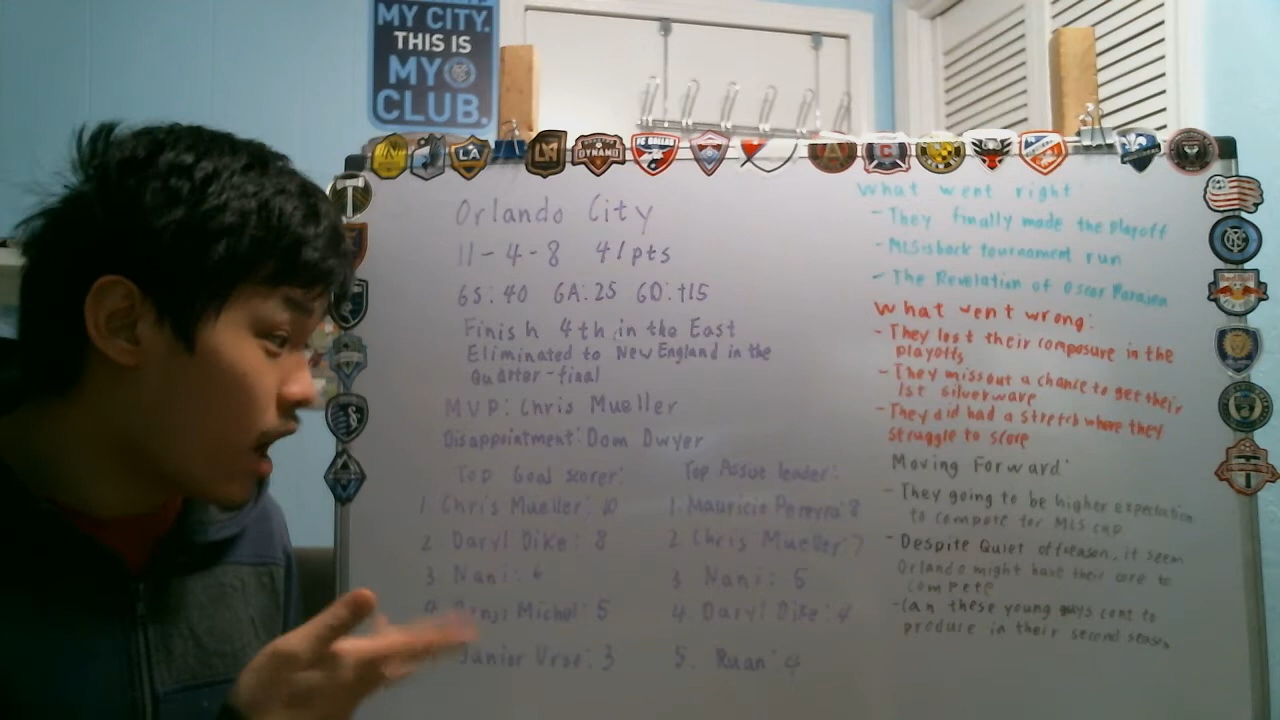 MY CITY.
THIS IS
MY
CLUB.
Orlando City
11-4-8 41pts
GS:40 GA:25 GD:+15
Finish 4th in the East
Eliminated to New England in the
Quarter-final
MVP: Chris Mueller
Disappointment: Dom Dwyer
Top Goal scorer:
1. Chris Mueller: 10
2. Daryl Dike: 8
3 Nani: 6
Michel: 5
Junior Urso: 3
Top Assist leader:
1. Mauricio Pereyra: 8
2 Chris Mueller 7
3 Nani: 5
4. Daryl Dike: 4
5. Ruan: 4
What went right
- They finally made the Playoff
- MLS is back tournament run
- The Revelation of Oscar Pareja
What went wrong:
- They lost their composure in the
playoffs
- They miss out a chance to get their
1st silverware
- They did had a stretch where they
struggle to score
Moving Forward:
- They going to be higher expectation
to compete for MLS cup
- Despite Quiet offseason, it seem
Orlando might have their core to
compete
- Can these young guys cont to
produce in their second season
LA
DYNAMO
FC DALLAS